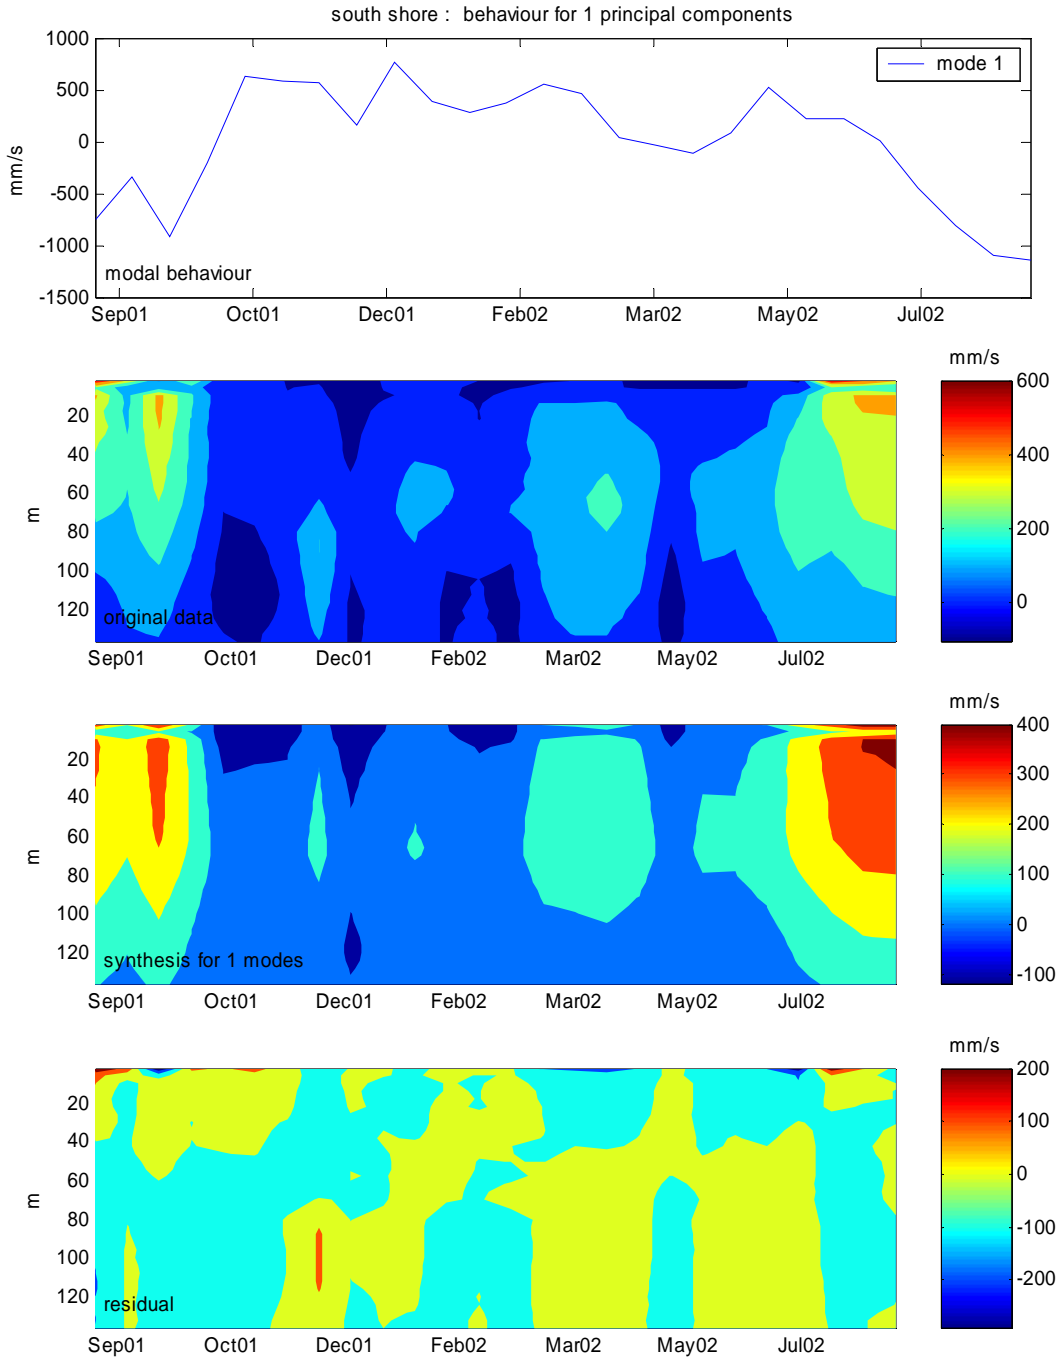 south shore : behaviour for 1 principal components
1000
500
0
-500
-1000
-1500
mm/s
mode 1
modal behaviour
Sep01 Oct01 Dec01 Feb02 Mar02 May02 Jul02
mm/s
20
40
60
80
100
120
m
original data
600
400
200
0
Sep01 Oct01 Dec01 Feb02 Mar02 May02 Jul02
mm/s
20
40
60
80
100
120
m
synthesis for 1 modes
400
300
200
100
0
-100
Sep01 Oct01 Dec01 Feb02 Mar02 May02 Jul02
mm/s
20
40
60
80
100
120
m
residual
200
100
0
-100
-200
Sep01 Oct01 Dec01 Feb02 Mar02 May02 Jul02